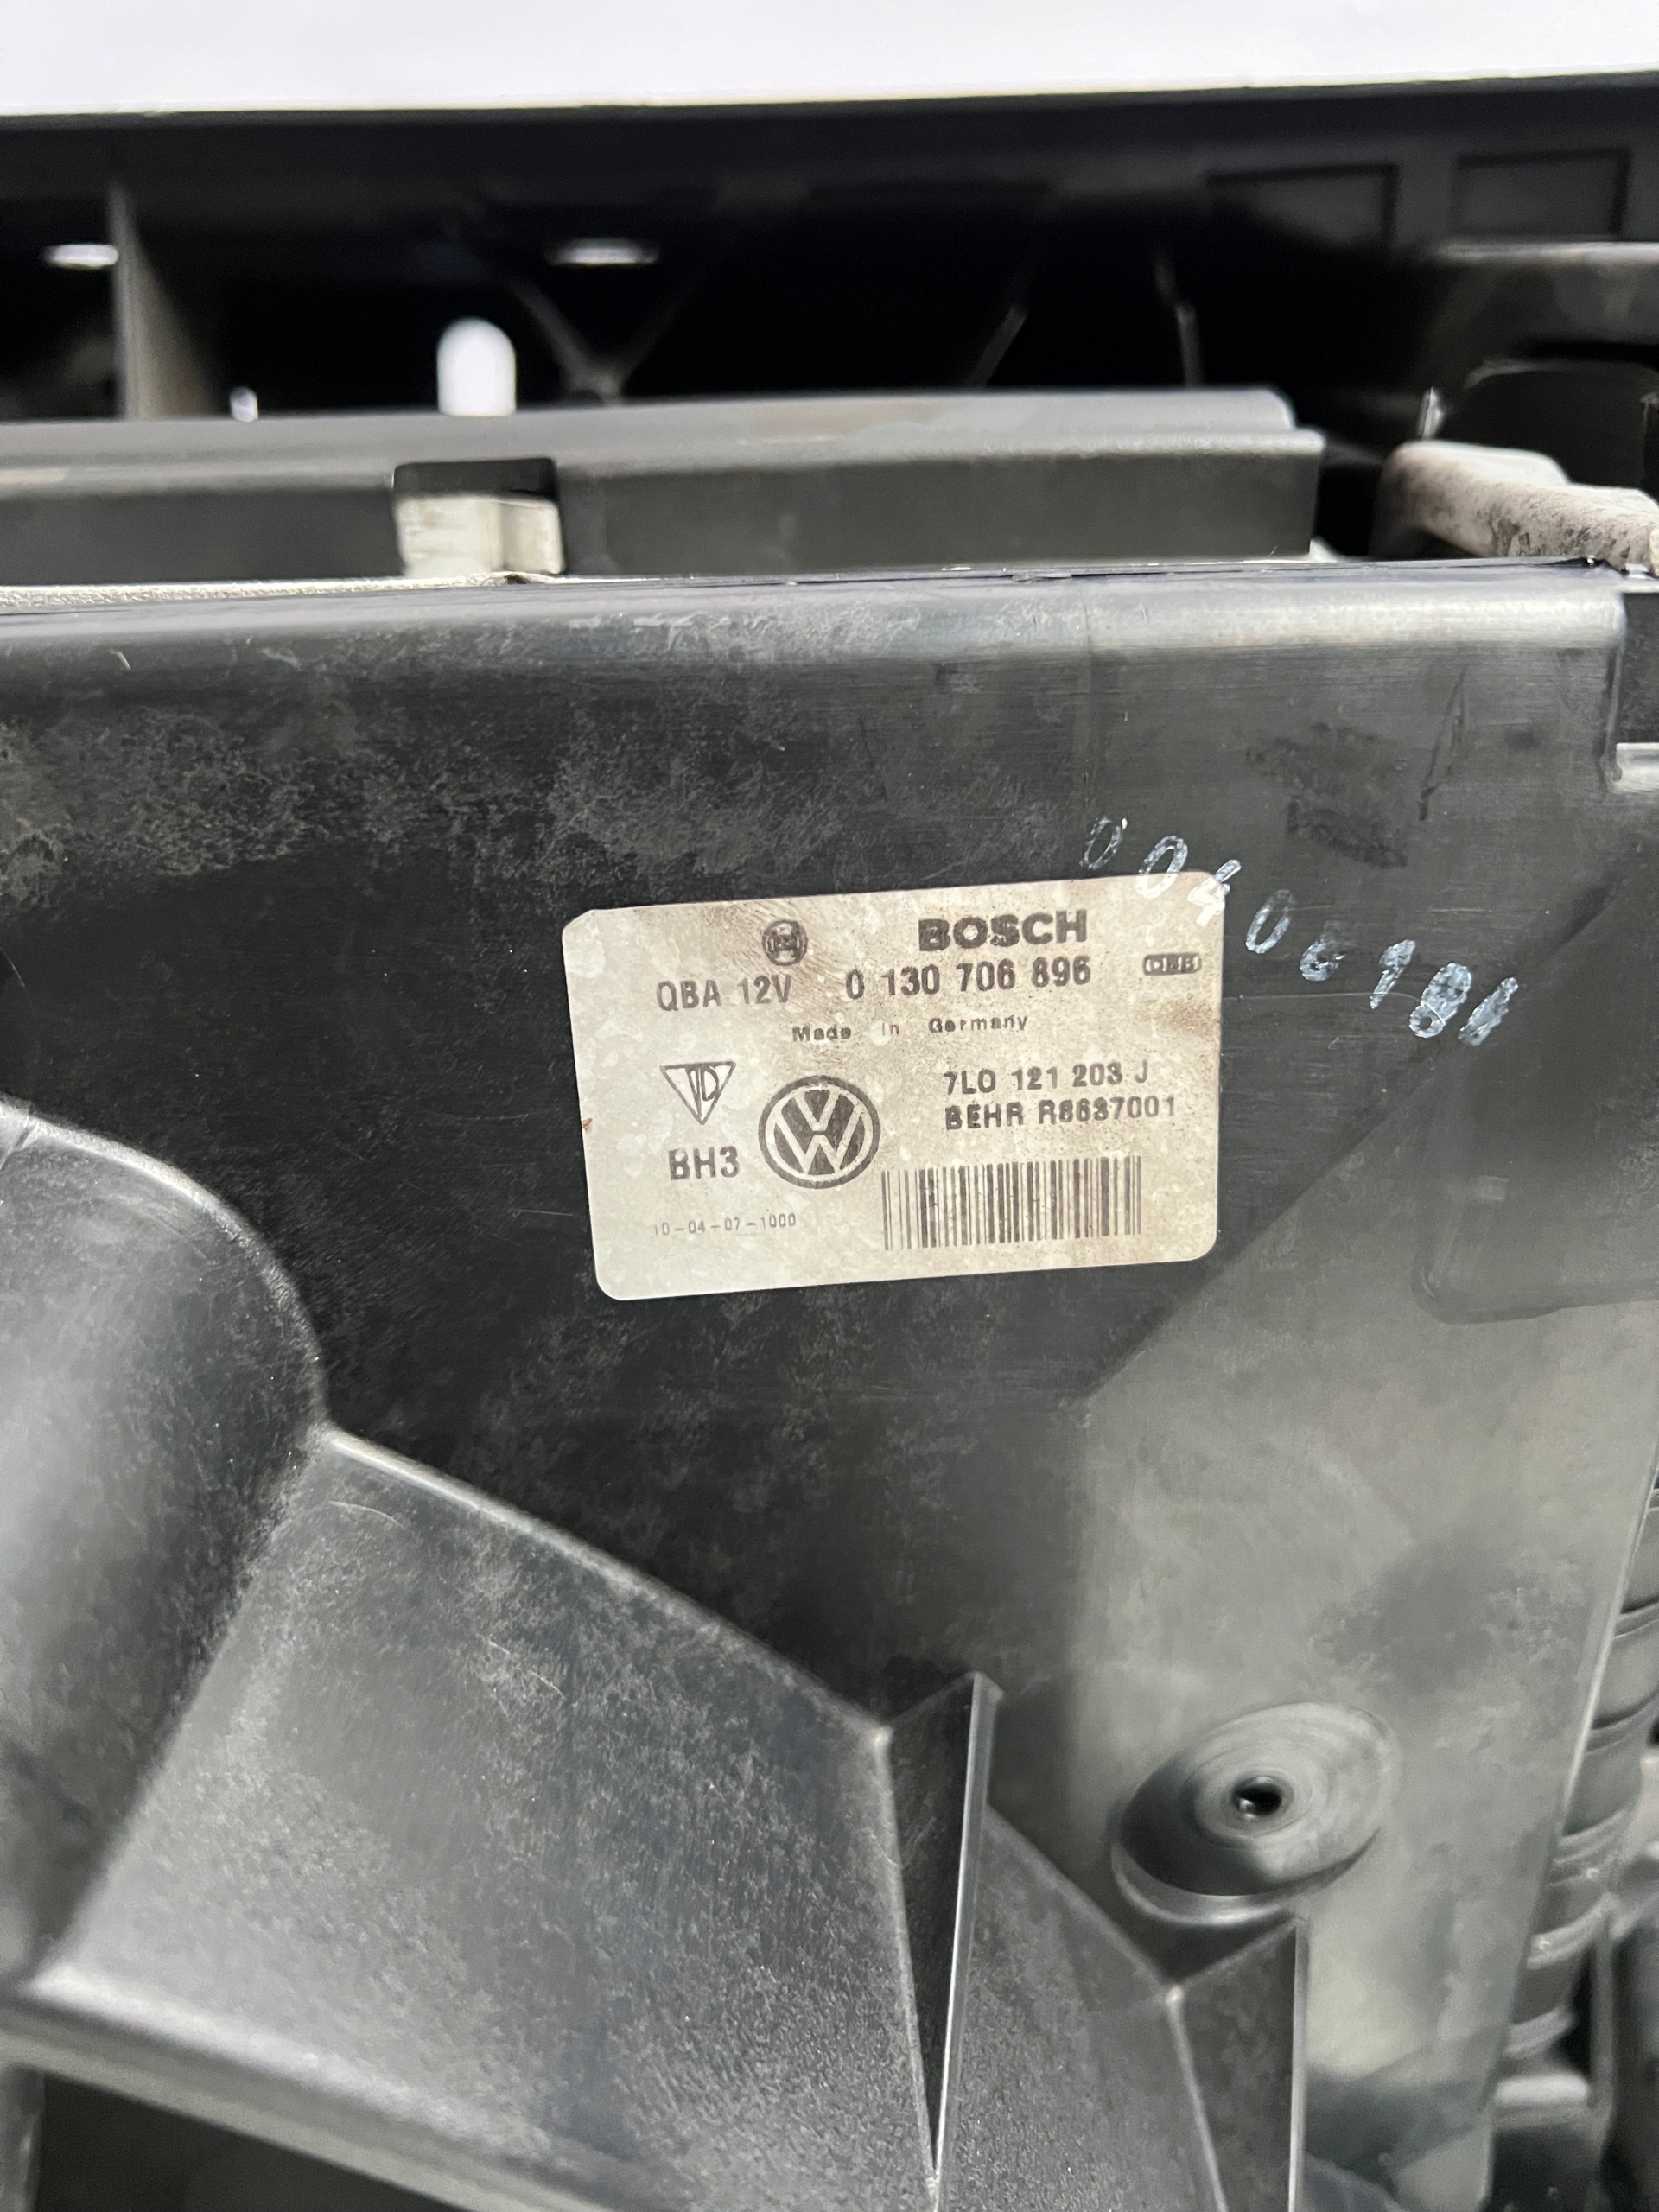 BOSCH
QBA 12V 0 130 706 896
Made in Germany
7L0 121 203 J
BEHR R8637001
BH3
10-04-07-1000